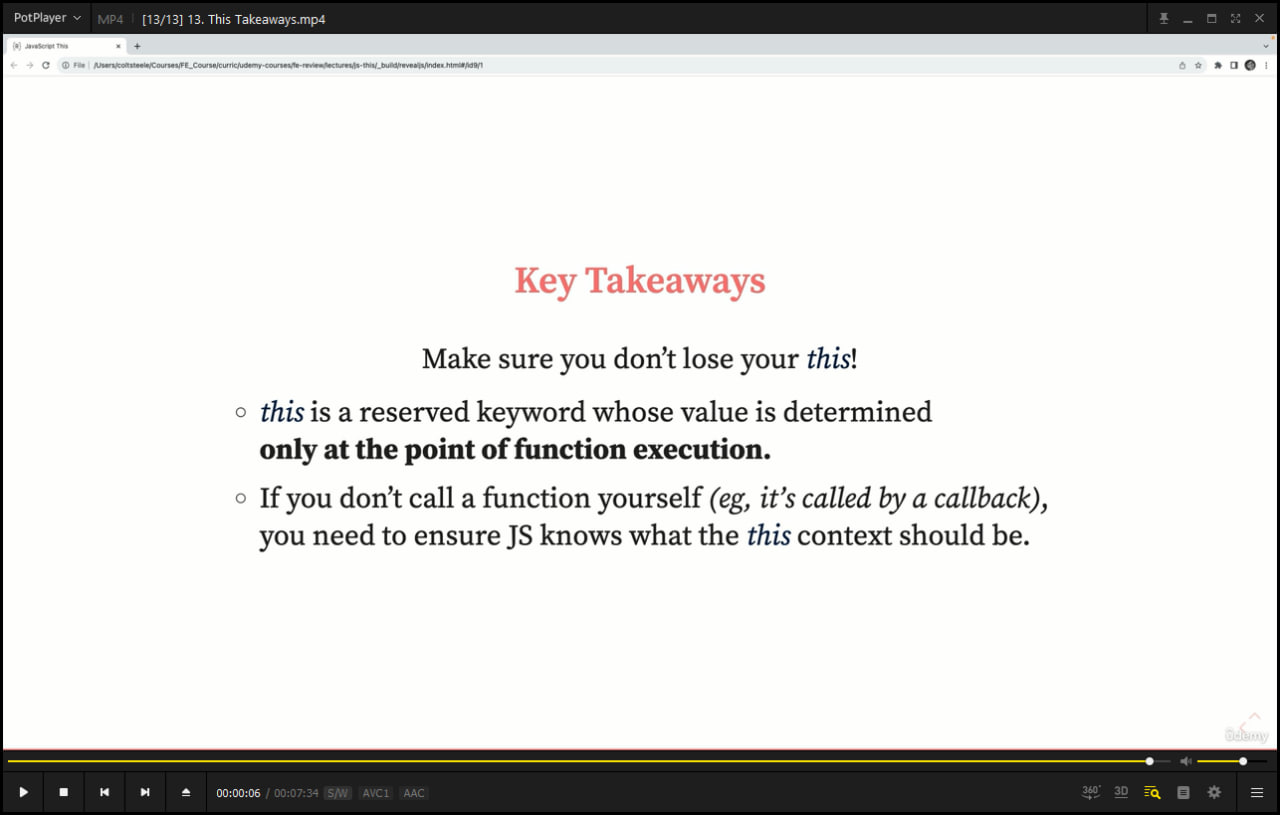 PotPlayer
MP4
[13/13] 13. This Takeaways.mp4
JavaScript This
File
/Users/coltsteele/Courses/FE_Course/curric/udemy-courses/fe-review/lectures/js-this/_build/revealjs/index.html#/id9/1
Key Takeaways
Make sure you don’t lose your this!
this is a reserved keyword whose value is determined
only at the point of function execution.
If you don’t call a function yourself (eg, it’s called by a callback),
you need to ensure JS knows what the this context should be.
ûdemy
00:00:06 / 00:07:34 S/W AVC1 AAC
360° 3D